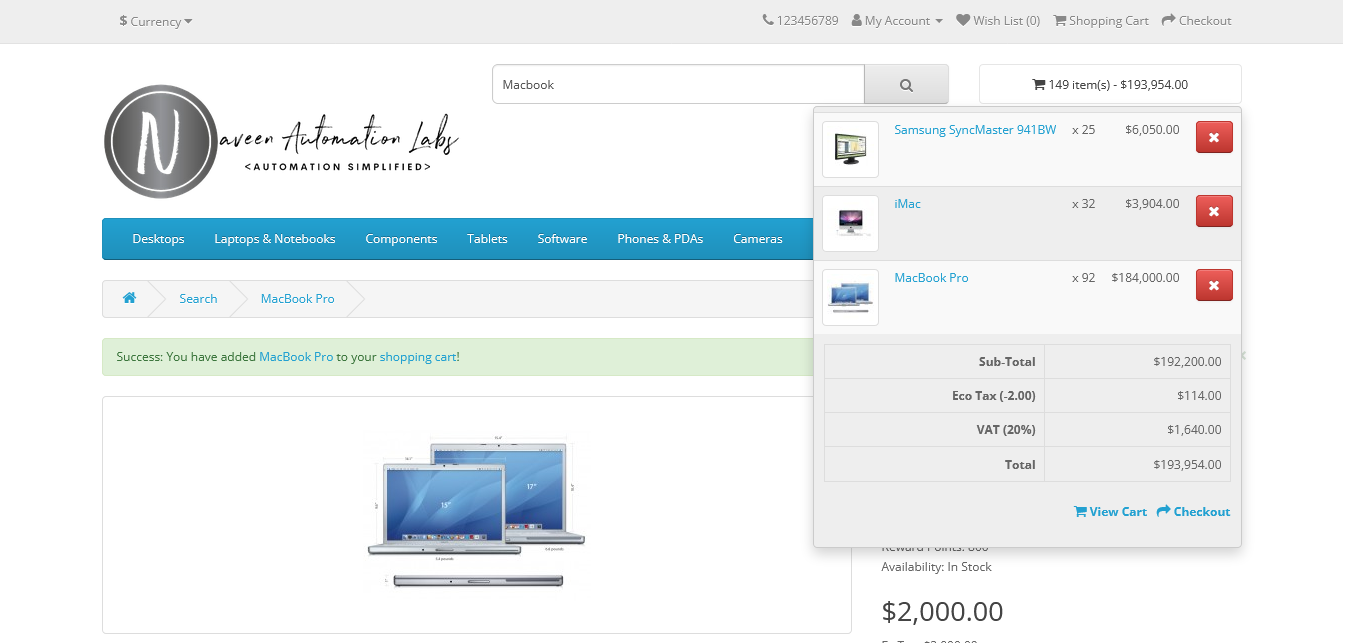 $ Currency
123456789 My Account Wish List (0) Shopping Cart Checkout
Macbook
149 item(s) - $193,954.00
N
aveen Automation Labs
<AUTOMATION SIMPLIFIED>
Samsung SyncMaster 941BW x 25 $6,050.00
iMac x 32 $3,904.00
MacBook Pro x 92 $184,000.00
Sub-Total $192,200.00
Eco Tax (-2.00) $114.00
VAT (20%) $1,640.00
Total $193,954.00
View Cart Checkout
Desktops Laptops & Notebooks Components Tablets Software Phones & PDAs Cameras
Search MacBook Pro
Success: You have added MacBook Pro to your shopping cart!
15"
17"
Reward Points: 800
Availability: In Stock
$2,000.00